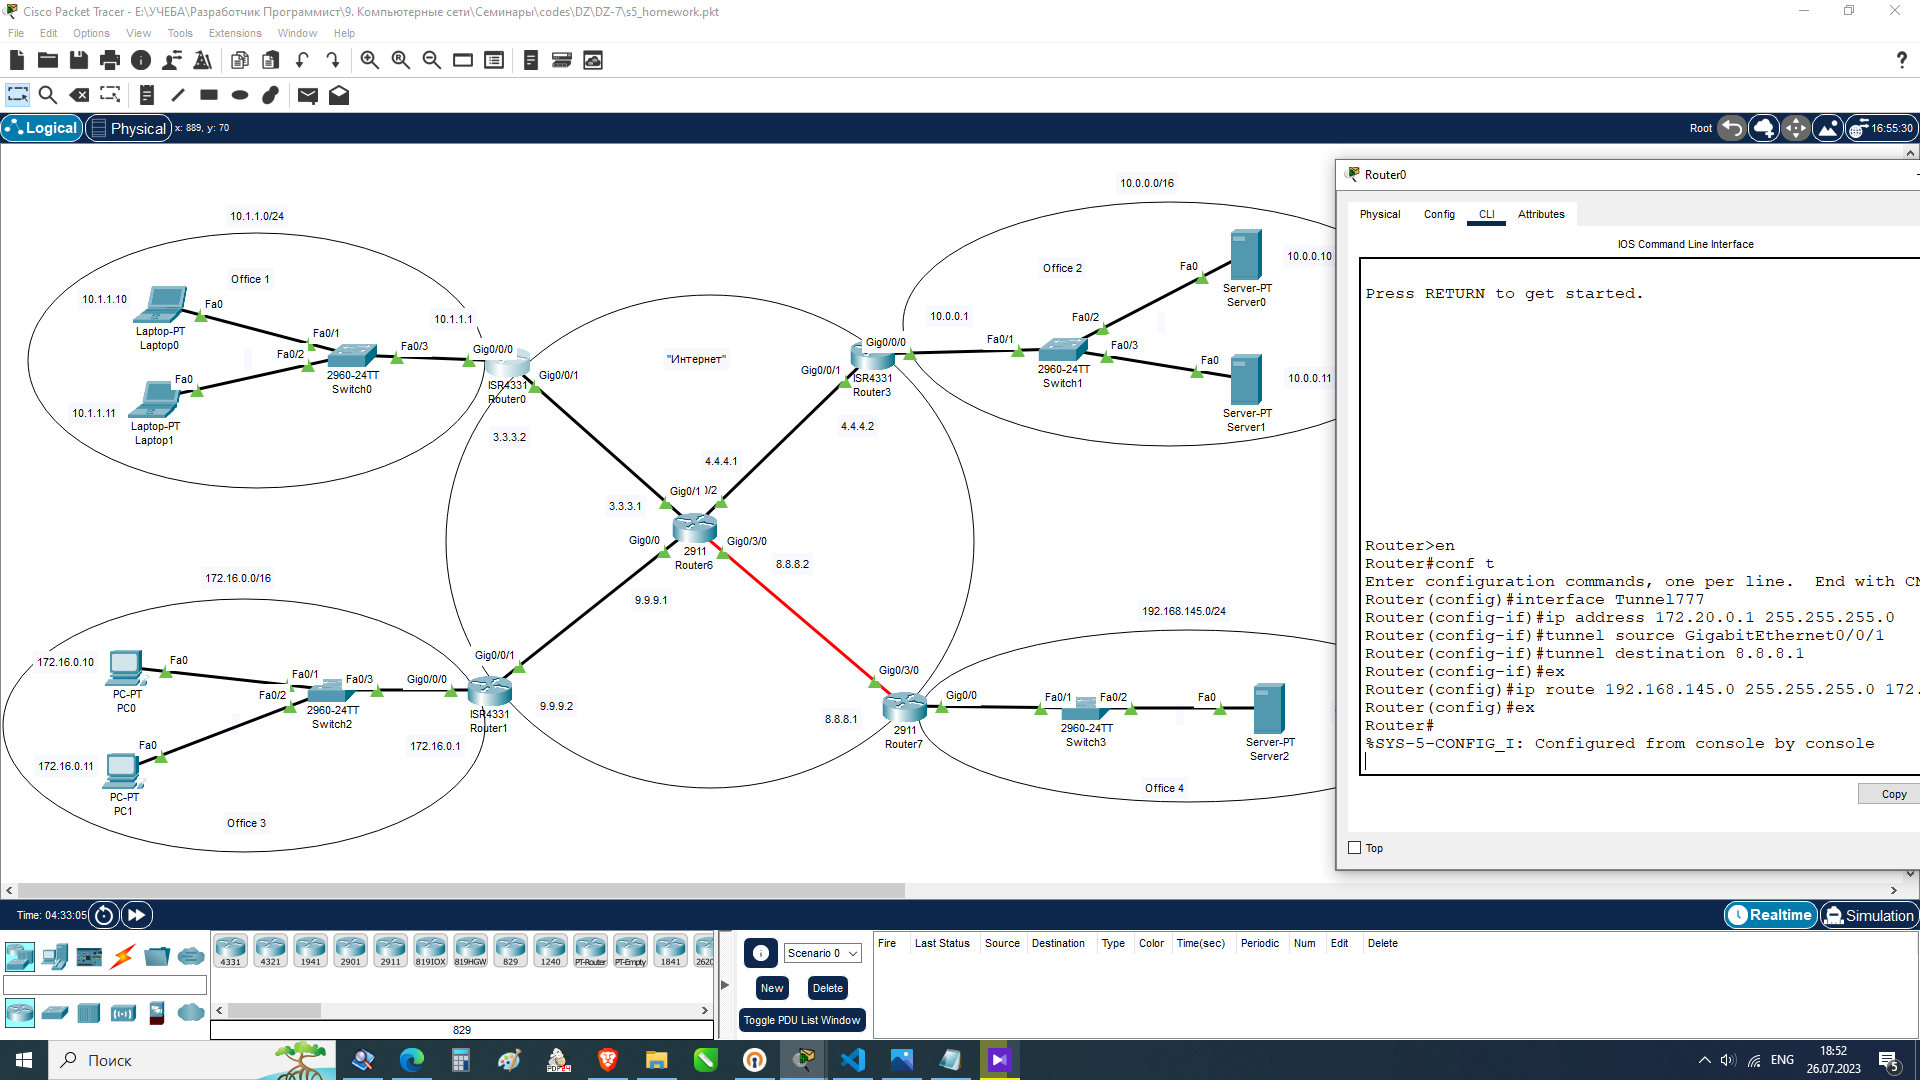 Cisco Packet Tracer - E:\УЧЕБА\Разработчик Программист\9. Компьютерные сети\Семинары\codes\DZ\DZ-7\s5_homework.pkt
File Edit Options View Tools Extensions Window Help
Logical Physical x: 889, y: 70
Root 16:55:30
10.1.1.0/24
Office 1
10.1.1.10
Fa0
Laptop-PT
Laptop0
Fa0/1
Fa0/2
Fa0/3
2960-24TT
Switch0
Fa0
10.1.1.11
Laptop-PT
Laptop1
10.1.1.1
Gig0/0/0
Gig0/0/1
ISR4331
Router0
3.3.3.2
"Интернет"
10.0.0.0/16
Office 2
10.0.0.1
Gig0/0/0
Gig0/0/1
ISR4331
Router3
4.4.4.2
Fa0/1
Fa0/2
Fa0/3
2960-24TT
Switch1
Fa0
10.0.0.10
Server-PT
Server0
Fa0
10.0.0.11
Server-PT
Server1
4.4.4.1
Gig0/1
/2
3.3.3.1
Gig0/0
Gig0/3/0
2911
Router6
8.8.8.2
9.9.9.1
172.16.0.0/16
172.16.0.10
Fa0
PC-PT
PC0
Fa0/1
Fa0/2
Fa0/3
2960-24TT
Switch2
Fa0
172.16.0.11
PC-PT
PC1
Gig0/0/0
Gig0/0/1
ISR4331
Router1
9.9.9.2
172.16.0.1
Office 3
192.168.145.0/24
Gig0/3/0
Gig0/0
8.8.8.1
2911
Router7
Fa0/1
Fa0/2
2960-24TT
Switch3
Fa0
Server-PT
Server2
Office 4
Router0
Physical Config CLI Attributes
IOS Command Line Interface
Press RETURN to get started.
Router>en
Router#conf t
Enter configuration commands, one per line. End with CN
Router(config)#interface Tunnel777
Router(config-if)#ip address 172.20.0.1 255.255.255.0
Router(config-if)#tunnel source GigabitEthernet0/0/1
Router(config-if)#tunnel destination 8.8.8.1
Router(config-if)#ex
Router(config)#ip route 192.168.145.0 255.255.255.0 172.
Router(config)#ex
Router#
%SYS-5-CONFIG_I: Configured from console by console
Copy
Top
Time: 04:33:05
Realtime Simulation
4331 4321 1941 2901 2911 819IOX 819HGW 829 1240 PT-Router PT-Empty 1841 2620
829
Scenario 0
New Delete
Toggle PDU List Window
Fire Last Status Source Destination Type Color Time(sec) Periodic Num Edit Delete
Поиск
ENG
18:52
26.07.2023
5